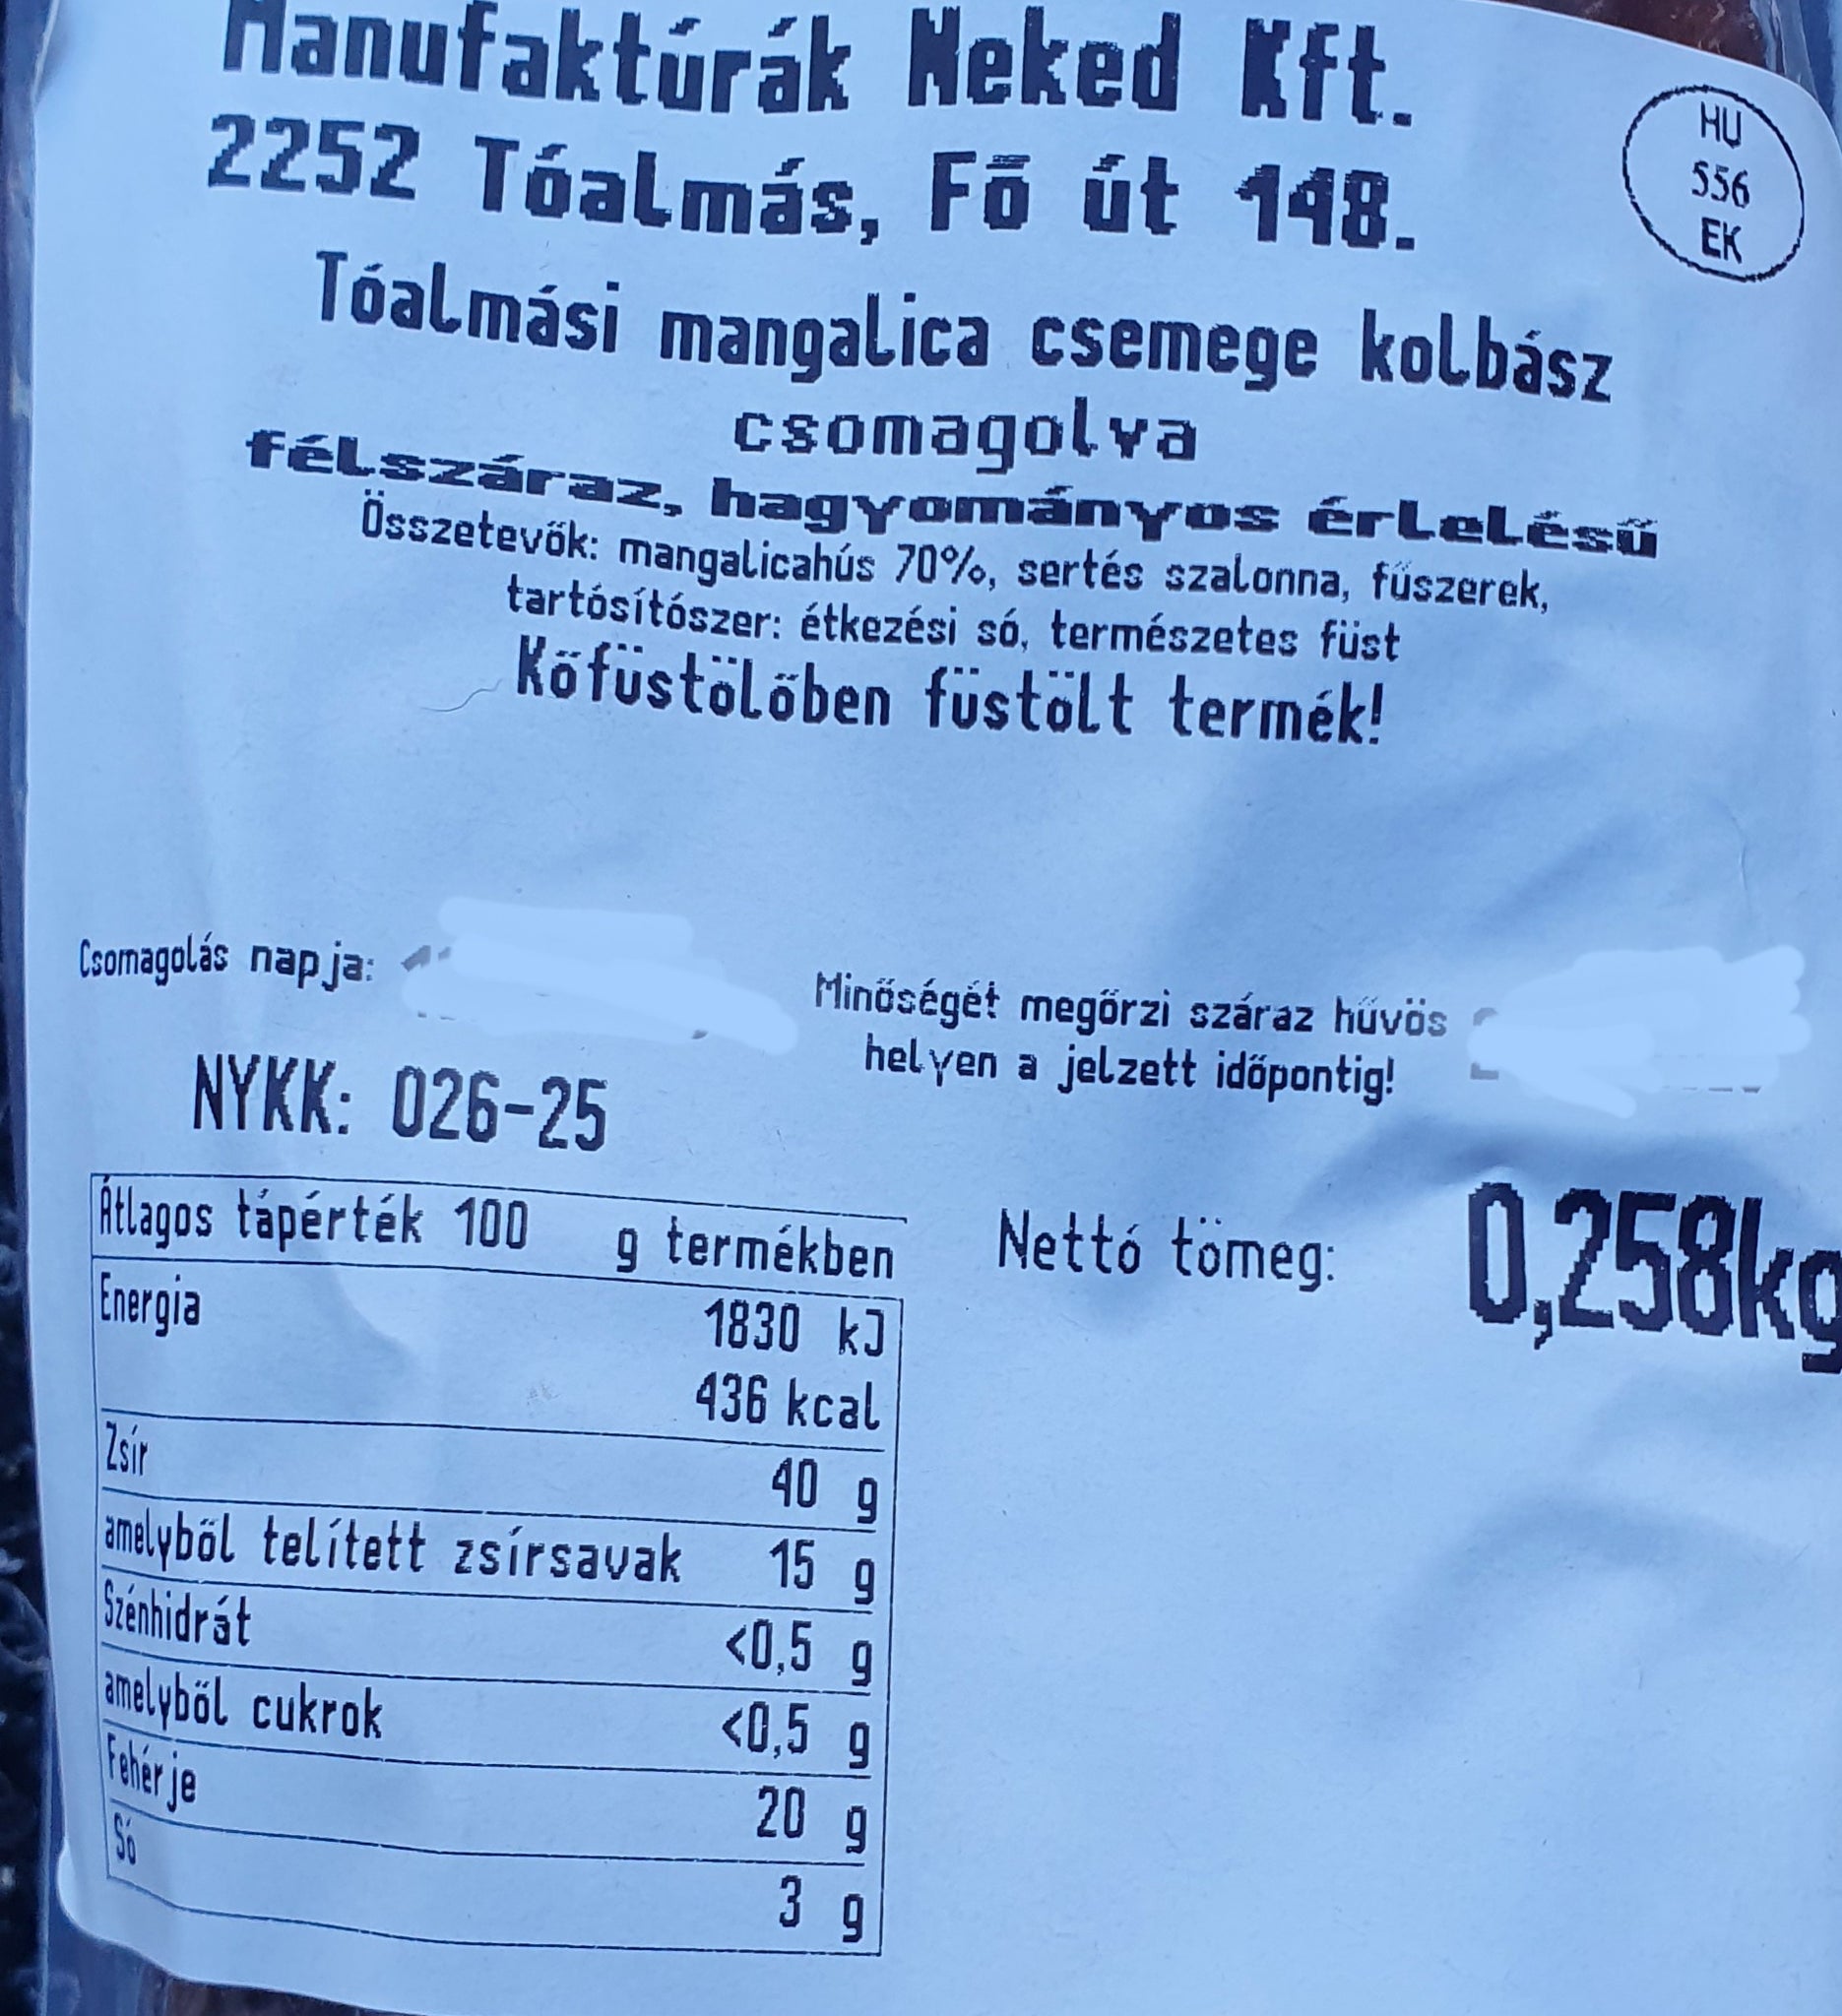 Manufaktúrák Neked Kft.
2252 Tóalmás, Fő út 148.
HU
556
EK
Tóalmási mangalica csemege kolbász
csomagolva
félszáraz, hagyományos érlelésű
Összetevők: mangalicahús 70%, sertés szalonna, fűszerek,
tartósítószer: étkezési só, természetes füst
Kőfüstölőben füstölt termék!
Csomagolás napja:
Minőségét megőrzi száraz hűvös
helyen a jelzett időpontig!
NYKK: 026-25
Nettó tömeg: 0,258kg
Átlagos tápérték 100 g termékben
Energia 1830 kJ
436 kcal
Zsír 40 g
amelyből telített zsírsavak 15 g
Szénhidrát <0,5 g
amelyből cukrok <0,5 g
Fehérje 20 g
Só 3 g